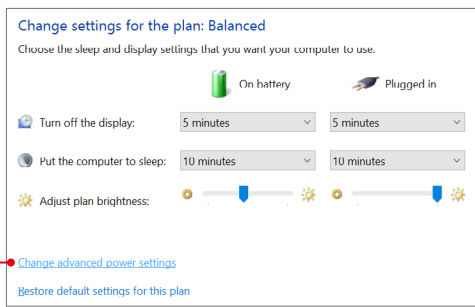 Change settings for the plan: Balanced
Choose the sleep and display settings that you want your computer to use.
On battery Plugged in
Turn off the display: 5 minutes 5 minutes
Put the computer to sleep: 10 minutes 10 minutes
Adjust plan brightness:
Change advanced power settings
Restore default settings for this plan